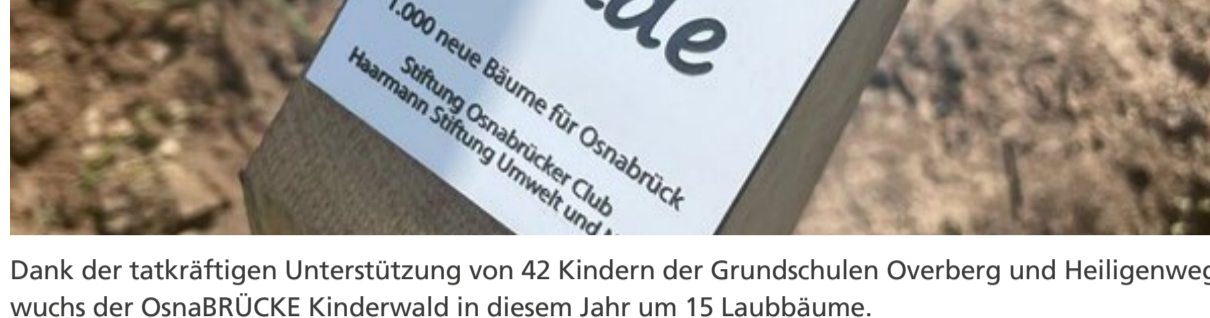 de
1.000 neue Bäume für Osnabrück
Stiftung Osnabrücker Club
Haarmann Stiftung Umwelt und
Dank der tatkräftigen Unterstützung von 42 Kindern der Grundschulen Overberg und Heiligenweg
wuchs der OsnaBRÜCKE Kinderwald in diesem Jahr um 15 Laubbäume.